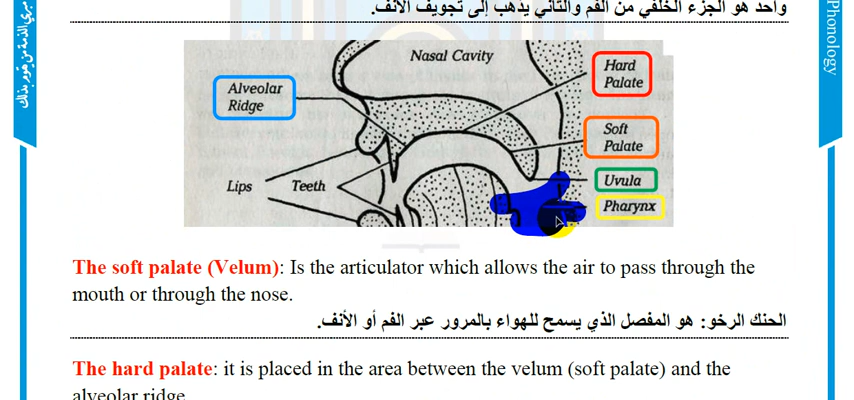 واحد هو الجزء الخلفي من الفم والثاني يذهب إلى تجويف الأنف.
Phonology
Nasal Cavity
Hard
Palate
Alveolar
Ridge
Soft
Palate
Lips
Teeth
Uvula
Pharynx
The soft palate (Velum): Is the articulator which allows the air to pass through the
mouth or through the nose.
الحنك الرخو: هو المفصل الذي يسمح للهواء بالمرور عبر الفم أو الأنف.
The hard palate: it is placed in the area between the velum (soft palate) and the
alveolar ridge